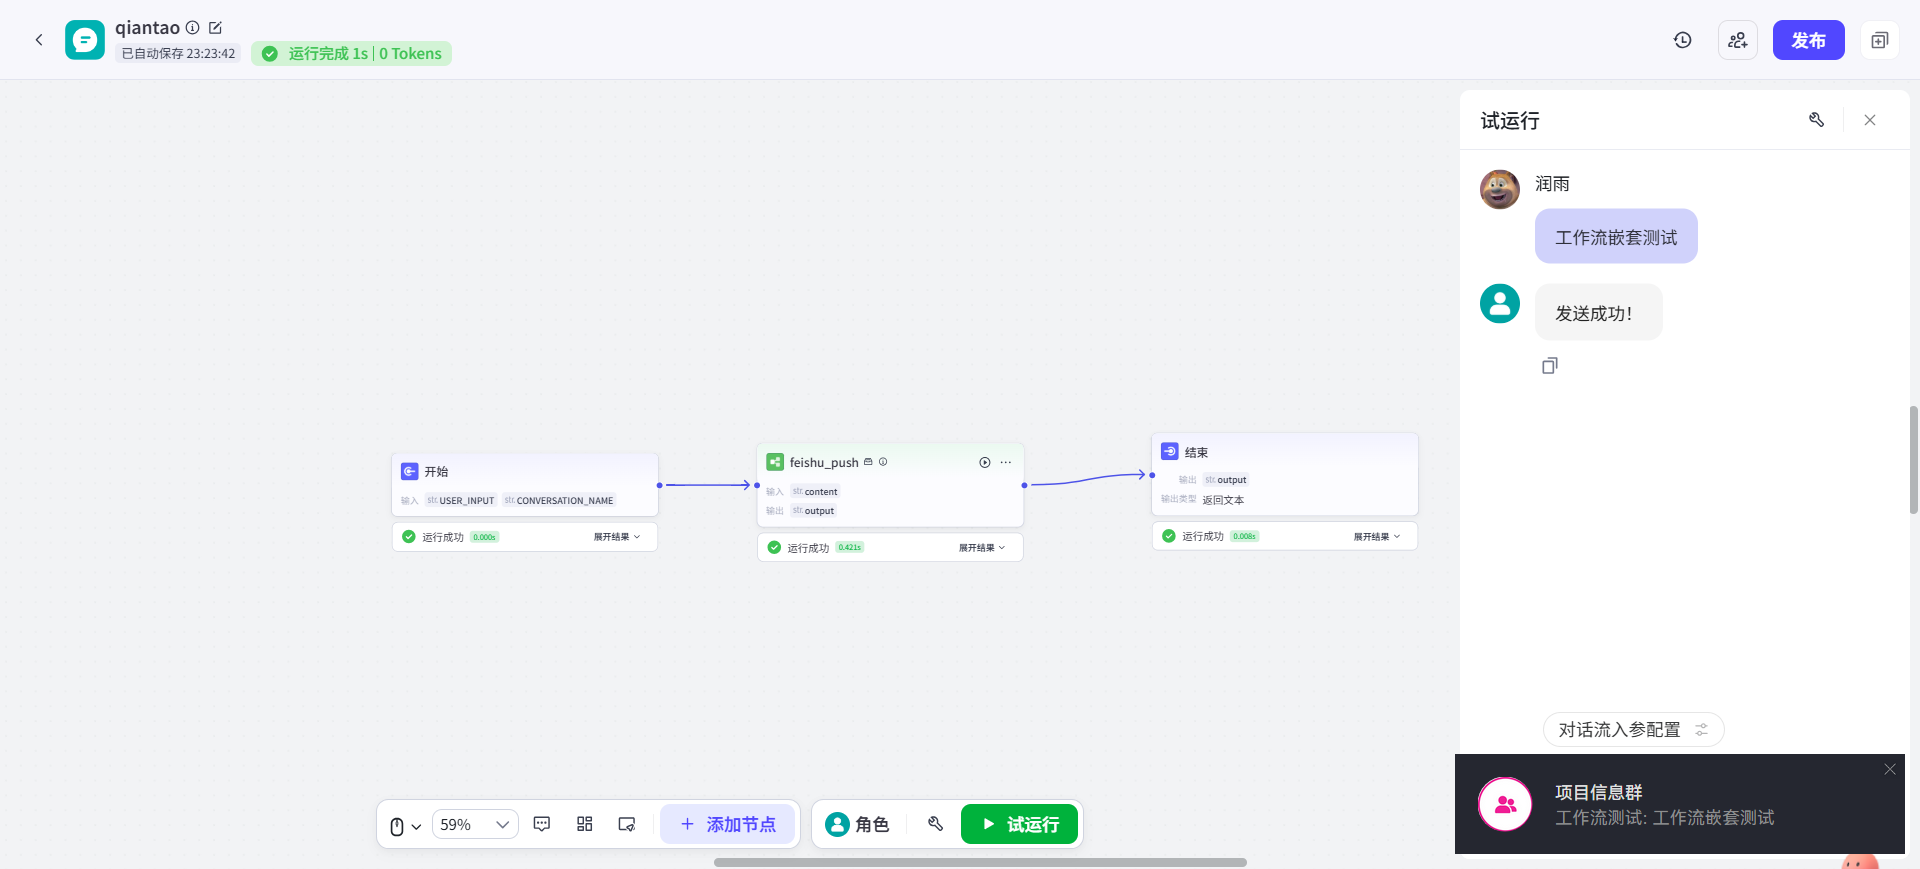 qiantao
已自动保存 23:23:42
运行完成 1s | 0 Tokens
发布
试运行
润雨
工作流嵌套测试
发送成功！
开始
输入 str. USER_INPUT str. CONVERSATION_NAME
运行成功 0.000s 展开结果
feishu_push
输入 str. content
输出 str. output
运行成功 0.421s 展开结果
结束
输出 str. output
输出类型 返回文本
运行成功 0.008s 展开结果
对话流入参配置
项目信息群
工作流测试: 工作流嵌套测试
59%
添加节点
角色
试运行